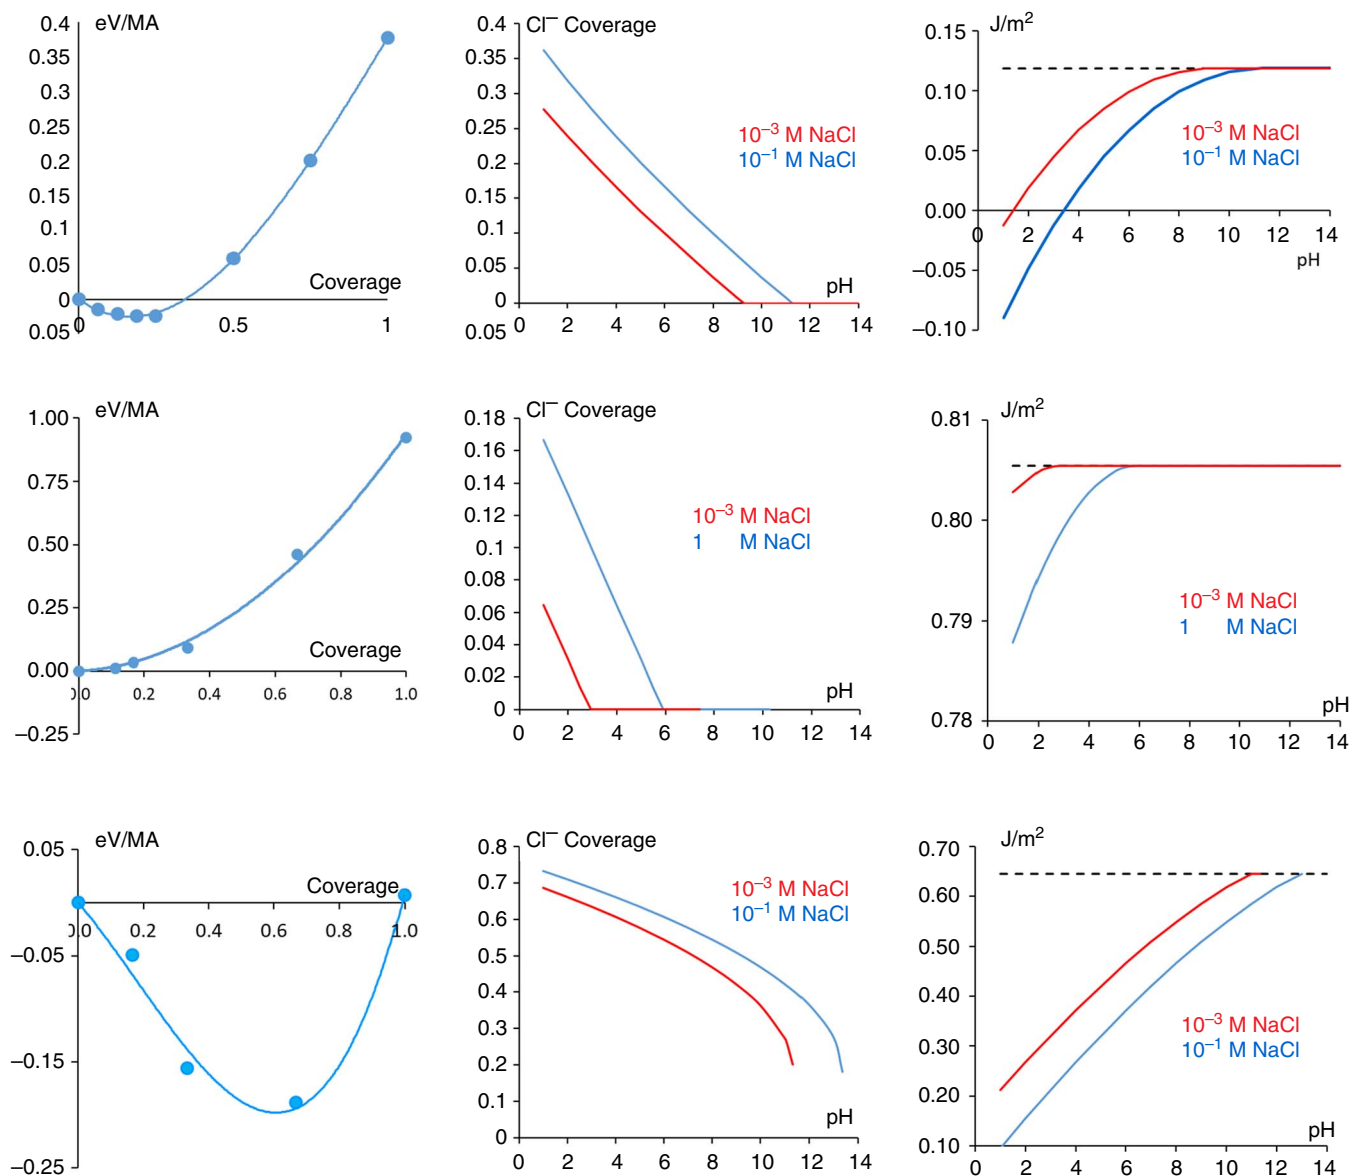 eV/MA
0.4
0.35
0.3
0.25
0.2
0.15
0.1
0.05
0
0.05
Coverage
0 0.5 1
Cl⁻ Coverage
0.4
0.35
0.3
0.25
0.2
0.15
0.1
0.05
0
0.05
10⁻³ M NaCl
10⁻¹ M NaCl
pH
0 2 4 6 8 10 12 14
J/m²
0.15
0.10
0.05
0.00
−0.05
−0.10
10⁻³ M NaCl
10⁻¹ M NaCl
0 2 4 6 8 10 12 14
pH
eV/MA
1.00
0.75
0.50
0.25
0.00
−0.25
Coverage
0.0 0.2 0.4 0.6 0.8 1.0
Cl⁻ Coverage
0.18
0.16
0.14
0.12
0.1
0.08
0.06
0.04
0.02
0
10⁻³ M NaCl
1 M NaCl
pH
0 2 4 6 8 10 12 14
J/m²
0.81
0.80
0.79
0.78
10⁻³ M NaCl
1 M NaCl
pH
0 2 4 6 8 10 12 14
eV/MA
0.05
−0.05
−0.15
−0.25
Coverage
0.0 0.2 0.4 0.6 0.8 1.0
Cl⁻ Coverage
0.8
0.7
0.6
0.5
0.4
0.3
0.2
0.1
0
10⁻³ M NaCl
10⁻¹ M NaCl
pH
0 2 4 6 8 10 12 14
J/m²
0.70
0.60
0.50
0.40
0.30
0.20
0.10
10⁻³ M NaCl
10⁻¹ M NaCl
pH
0 2 4 6 8 10 12 14